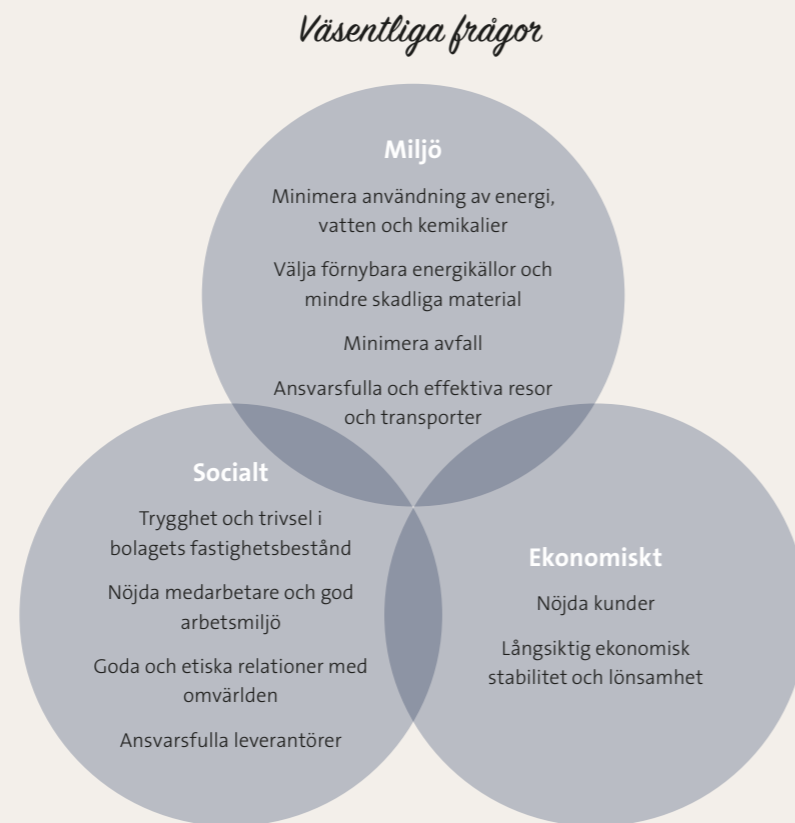 Väsentliga frågor
Miljö
Minimera användning av energi,
vatten och kemikalier
Välja förnybara energikällor och
mindre skadliga material
Minimera avfall
Ansvarsfulla och effektiva resor
och transporter
Socialt
Trygghet och trivsel i
bolagets fastighetsbestånd
Nöjda medarbetare och god
arbetsmiljö
Goda och etiska relationer med
omvärlden
Ansvarsfulla leverantörer
Ekonomiskt
Nöjda kunder
Långsiktig ekonomisk
stabilitet och lönsamhet